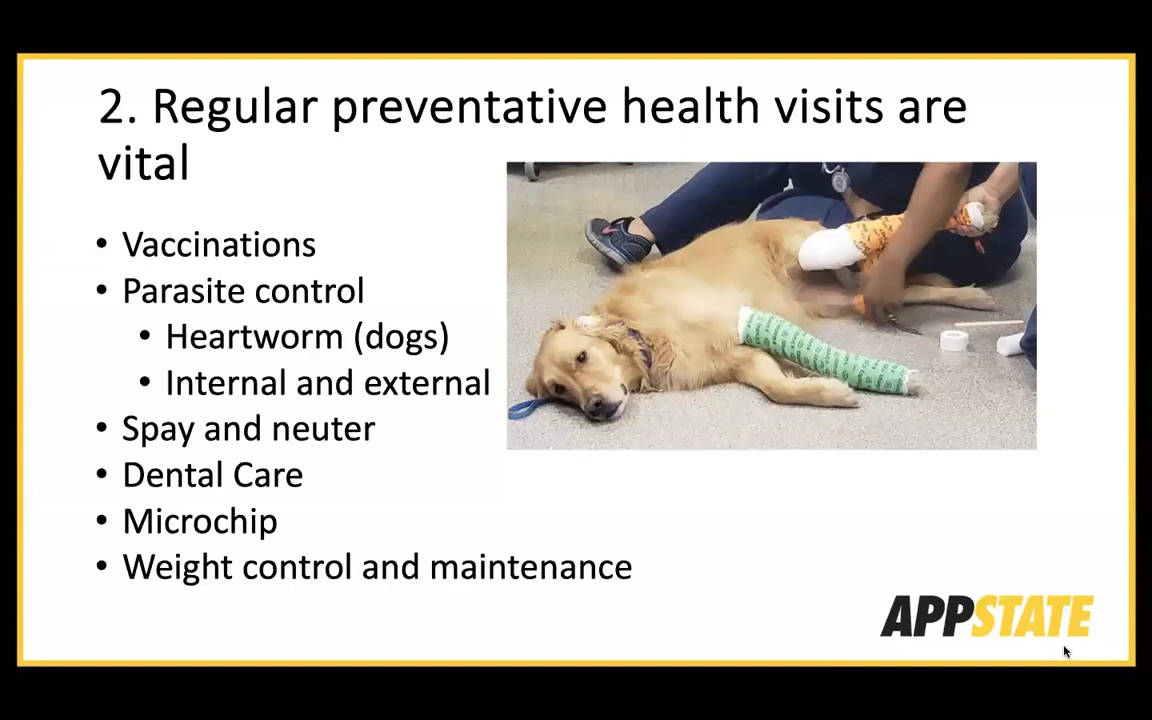 2. Regular preventative health visits are
vital
• Vaccinations
• Parasite control
• Heartworm (dogs)
• Internal and external
• Spay and neuter
• Dental Care
• Microchip
• Weight control and maintenance
APPSTATE